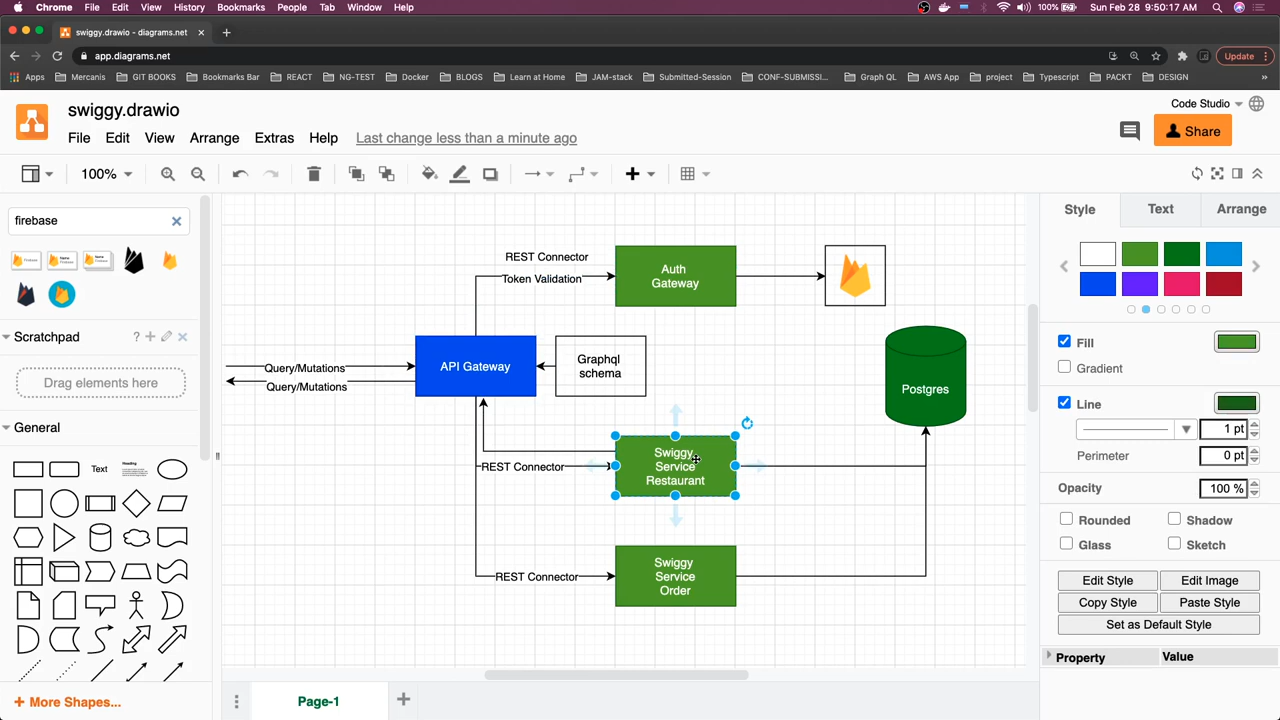 Chrome File Edit View History Bookmarks People Tab Window Help 100% Sun Feb 28 9:50:17 AM
swiggy.drawio - diagrams.net
app.diagrams.net Update
Apps Mercanis GIT BOOKS Bookmarks Bar REACT NG-TEST Docker BLOGS Learn at Home JAM-stack Submitted-Session CONF-SUBMISSI... Graph QL AWS App project Typescript PACKT DESIGN »
swiggy.drawio
Code Studio
File Edit View Arrange Extras Help Last change less than a minute ago
Share
100%
firebase
Scratchpad
?
Drag elements here
General
Text
Heading
More Shapes...
REST Connector
Token Validation
Auth
Gateway
Query/Mutations
Query/Mutations
API Gateway
Graphql
schema
Postgres
REST Connector
Swiggy
Service
Restaurant
REST Connector
Swiggy
Service
Order
Page-1
Style Text Arrange
Fill
Gradient
Line
1 pt
Perimeter 0 pt
Opacity 100 %
Rounded Shadow
Glass Sketch
Edit Style Edit Image
Copy Style Paste Style
Set as Default Style
Property Value